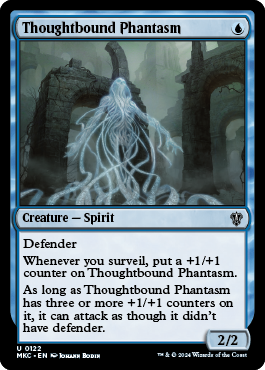 Thoughtbound Phantasm
Creature — Spirit
Defender
Whenever you surveil, put a +1/+1
counter on Thoughtbound Phantasm.
As long as Thoughtbound Phantasm
has three or more +1/+1 counters on
it, it can attack as though it didn't
have defender.
2/2
U 0122
MKC • EN Johann Bodin
™ & © 2024 Wizards of the Coast